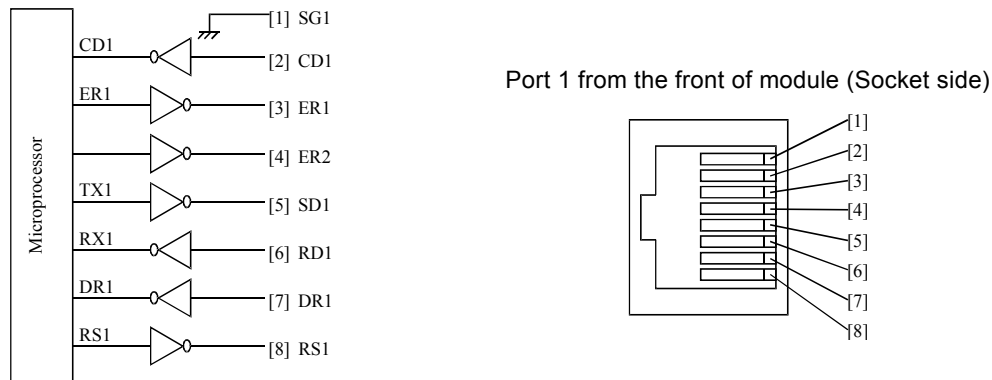 [1] SG1
CD1
[2] CD1
ER1
[3] ER1
[4] ER2
TX1
[5] SD1
RX1
[6] RD1
DR1
[7] DR1
RS1
[8] RS1
Microprocessor
Port 1 from the front of module (Socket side)
[1]
[2]
[3]
[4]
[5]
[6]
[7]
[8]